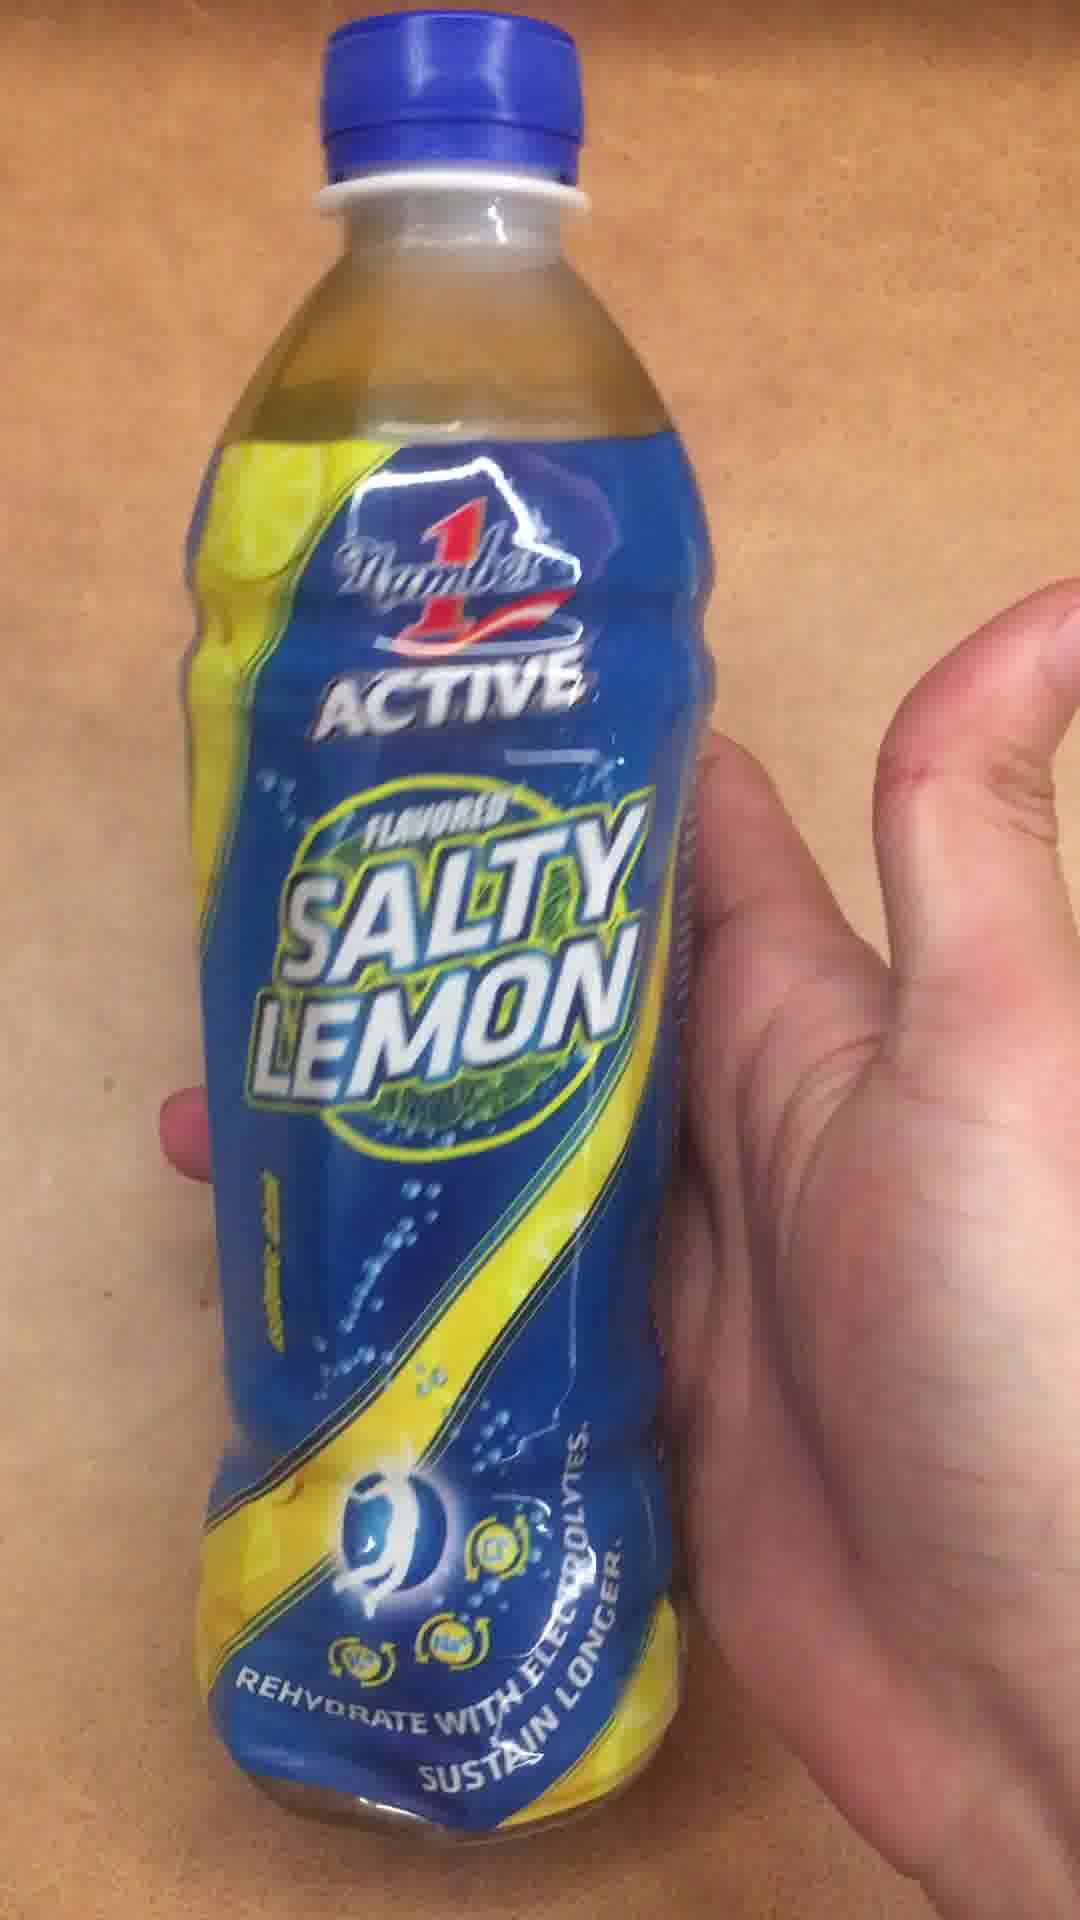 Number 1
ACTIVE
FLAVORED
SALTY
LEMON
REHYDRATE WITH ELECTROLYTES.
SUSTAIN LONGER.